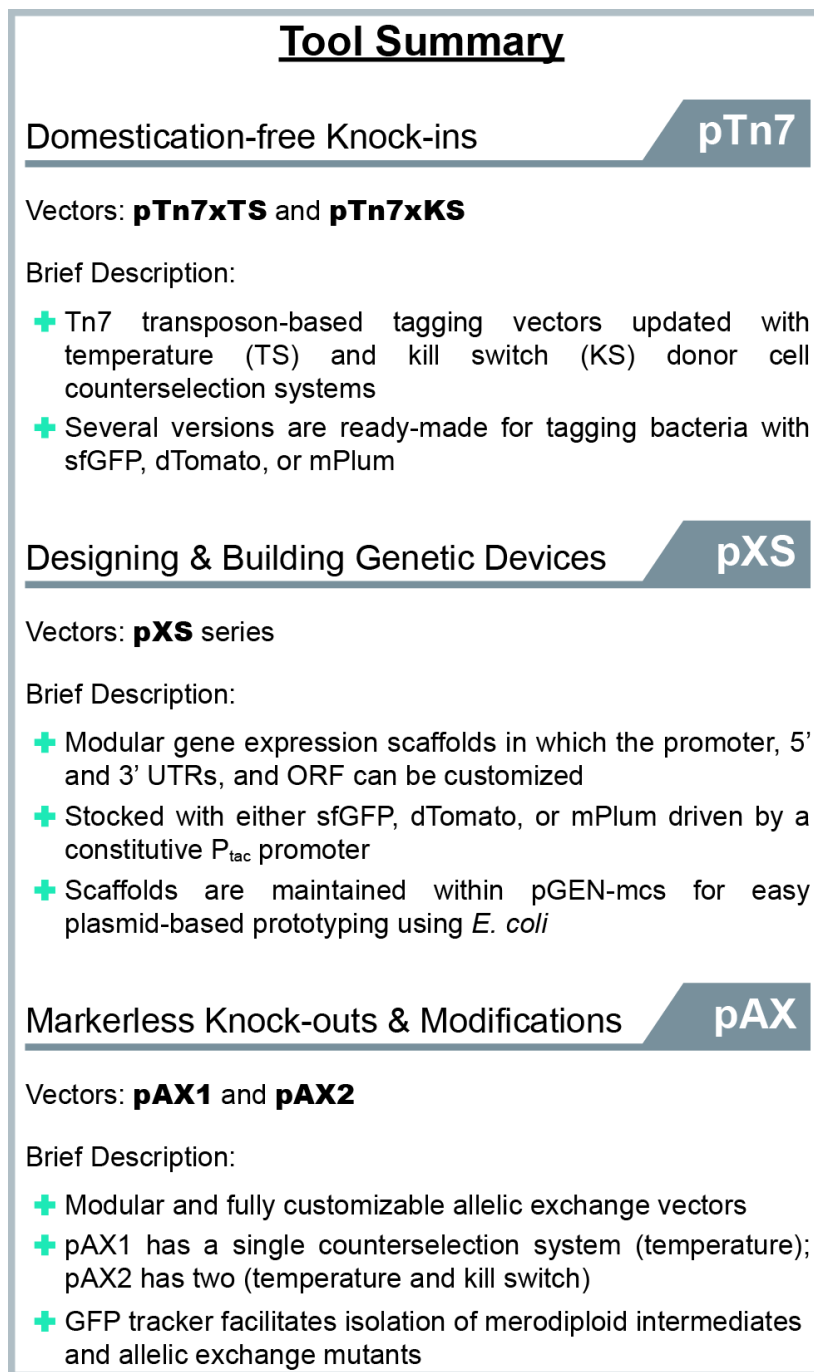 Tool Summary
Domestication-free Knock-ins
pTn7
Vectors: pTn7xTS and pTn7xKS
Brief Description:
✚ Tn7 transposon-based tagging vectors updated with
temperature (TS) and kill switch (KS) donor cell
counterselection systems
✚ Several versions are ready-made for tagging bacteria with
sfGFP, dTomato, or mPlum
Designing & Building Genetic Devices
pXS
Vectors: pXS series
Brief Description:
✚ Modular gene expression scaffolds in which the promoter, 5’
and 3’ UTRs, and ORF can be customized
✚ Stocked with either sfGFP, dTomato, or mPlum driven by a
constitutive Ptac promoter
✚ Scaffolds are maintained within pGEN-mcs for easy
plasmid-based prototyping using E. coli
Markerless Knock-outs & Modifications
pAX
Vectors: pAX1 and pAX2
Brief Description:
✚ Modular and fully customizable allelic exchange vectors
✚ pAX1 has a single counterselection system (temperature);
pAX2 has two (temperature and kill switch)
✚ GFP tracker facilitates isolation of merodiploid intermediates
and allelic exchange mutants